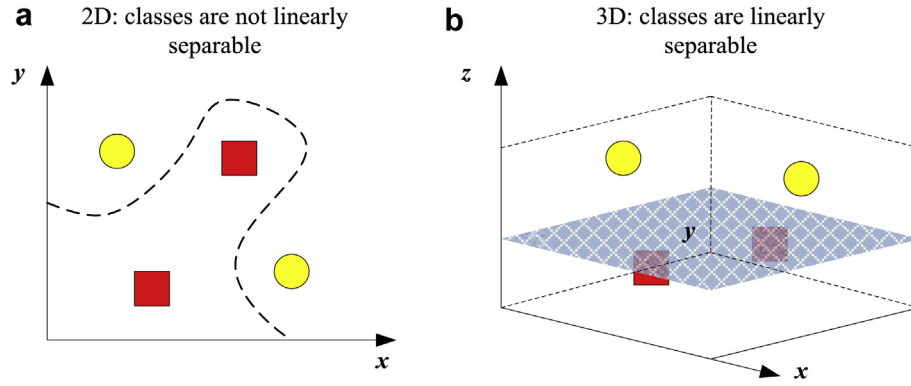 a
2D: classes are not linearly
separable
y
x
b
3D: classes are linearly
separable
z
y
x